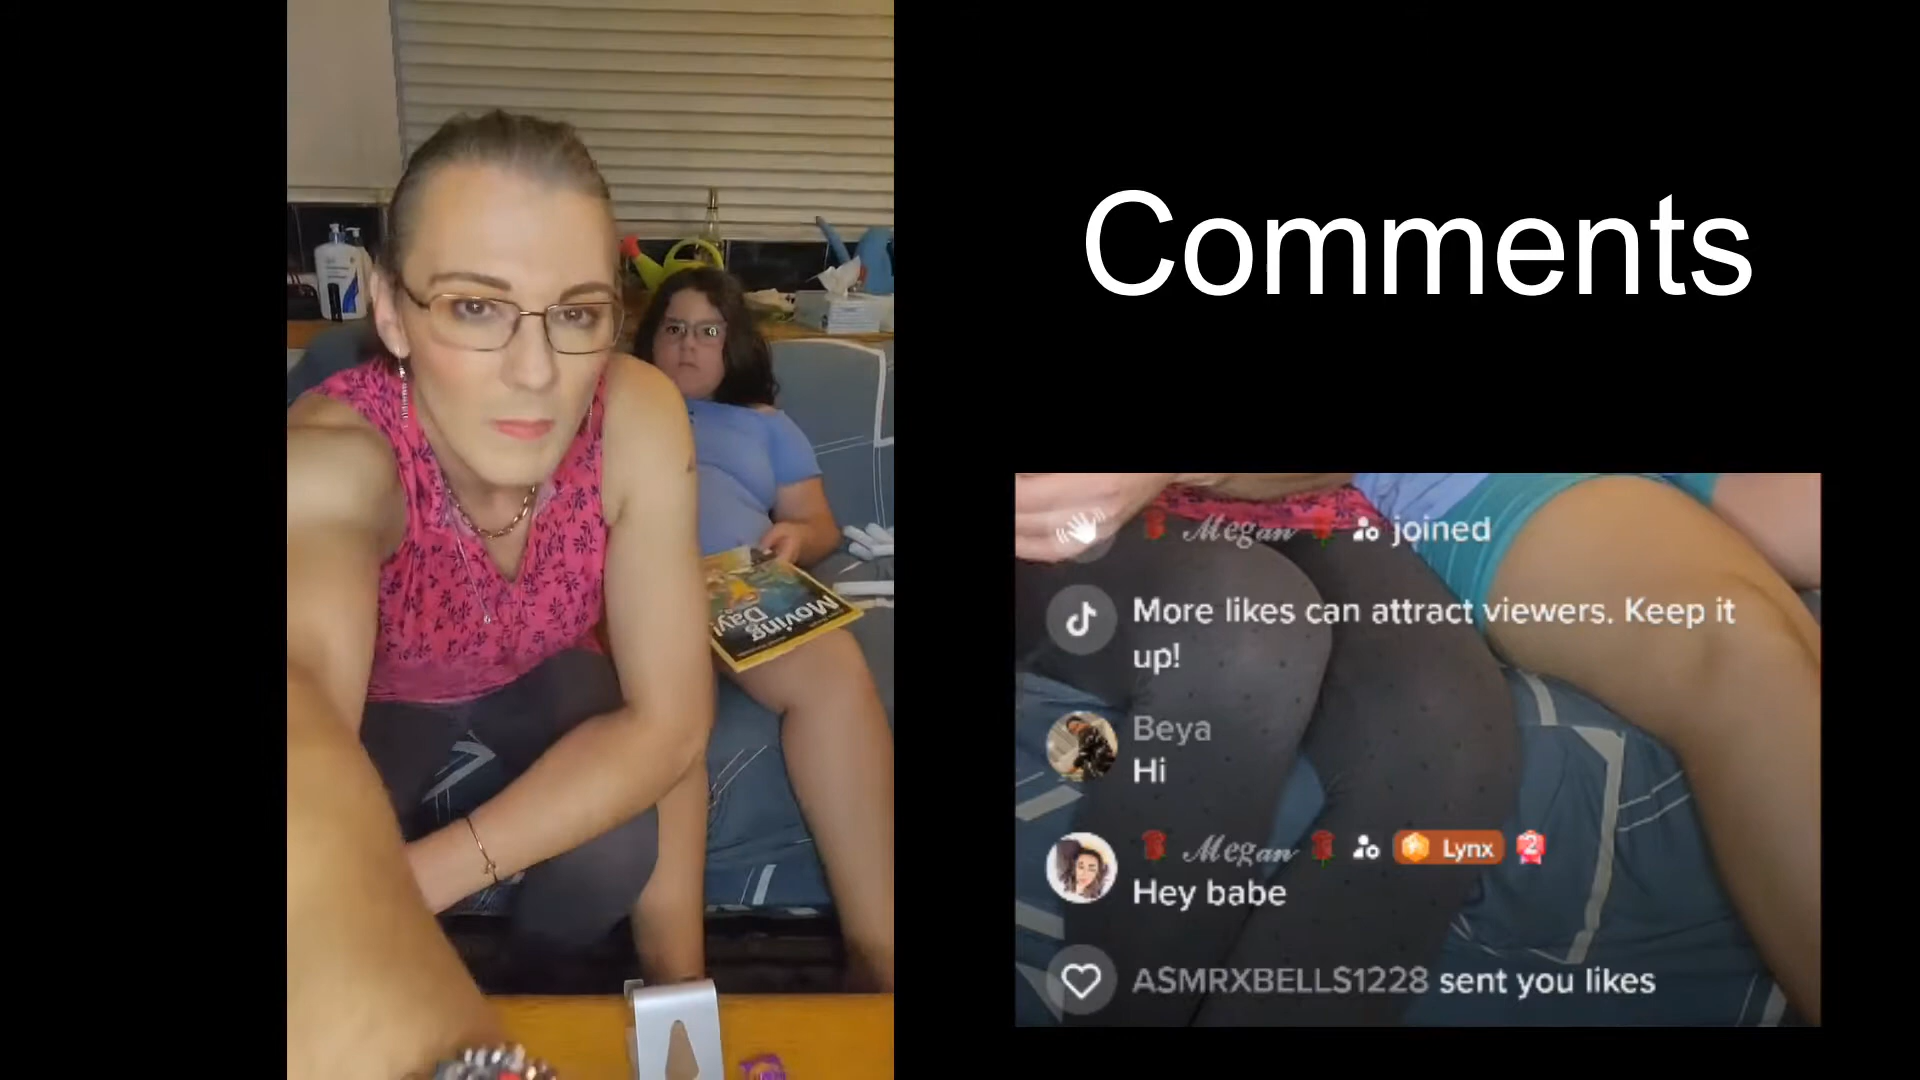 Comments
Moving
Day!
Megan joined
More likes can attract viewers. Keep it
up!
Beya
Hi
Megan Lynx 2
Hey babe
ASMRXBELLS1228 sent you likes